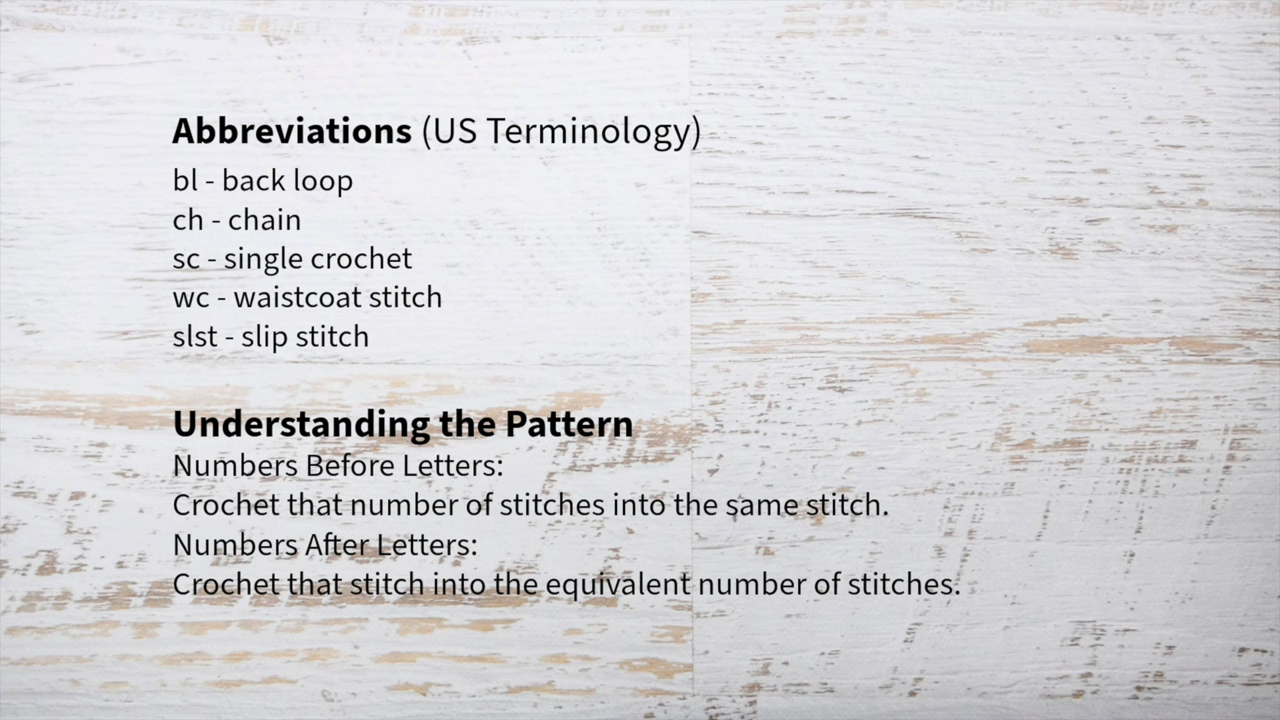 Abbreviations (US Terminology)
bl - back loop
ch - chain
sc - single crochet
wc - waistcoat stitch
slst - slip stitch
Understanding the Pattern
Numbers Before Letters:
Crochet that number of stitches into the same stitch.
Numbers After Letters:
Crochet that stitch into the equivalent number of stitches.